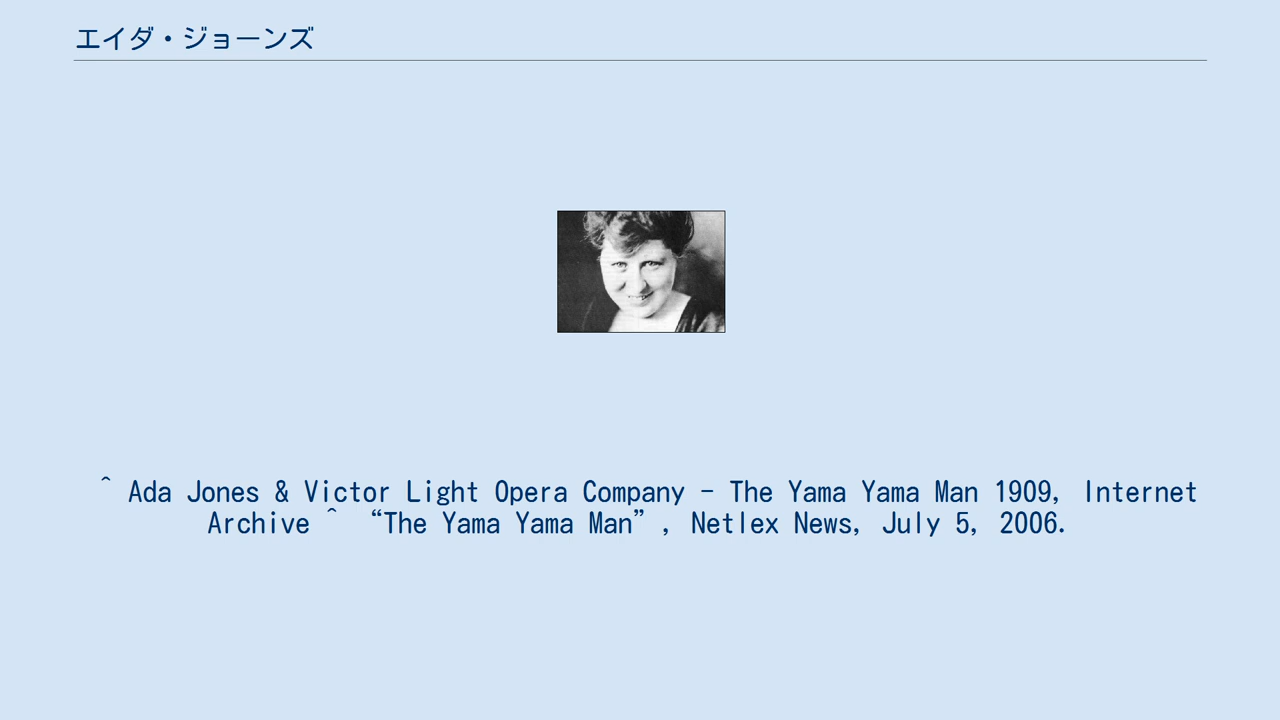 エイダ・ジョーンズ
^ Ada Jones & Victor Light Opera Company – The Yama Yama Man 1909, Internet
Archive ^ “The Yama Yama Man”, Netlex News, July 5, 2006.